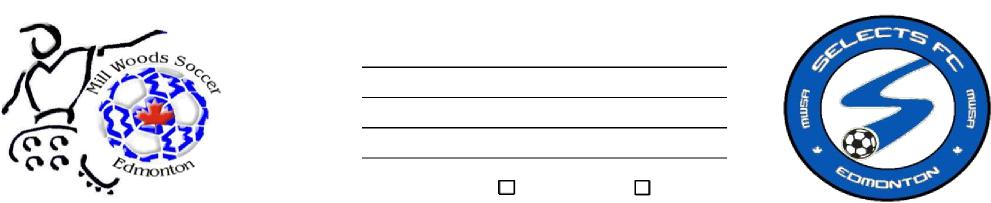 Mill Woods Soccer
Edmonton
SELECTS FC
MWSA
MWSA
EDMONTON